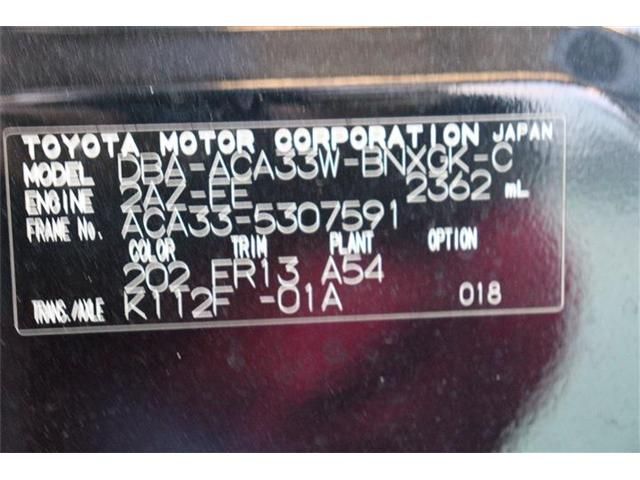 TOYOTA MOTOR CORPORATION JAPAN
MODEL DBA-ACA33W-BNXGK-C
ENGINE 2AZ-FE 2362 mL
FRAME No. ACA33-5307591
COLOR TRIM PLANT OPTION
202 FR13 A54
TRANS./AXLE K112F -01A 018